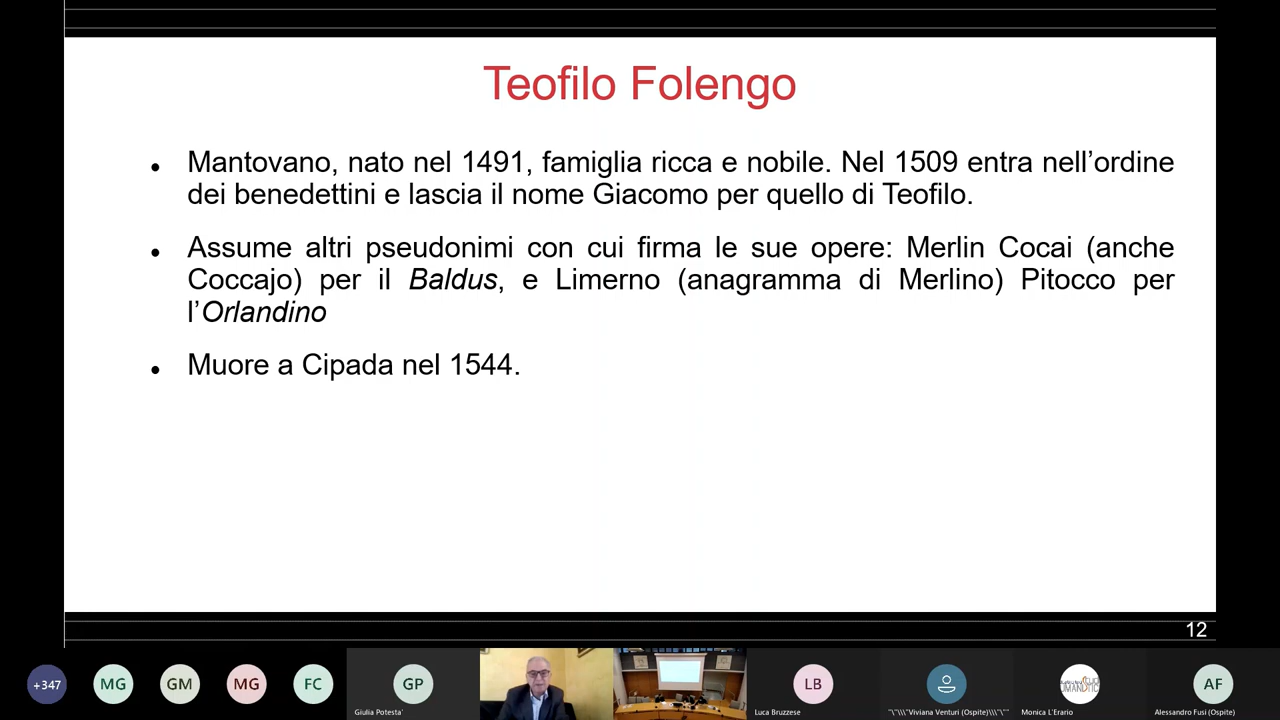 Teofilo Folengo
• Mantovano, nato nel 1491, famiglia ricca e nobile. Nel 1509 entra nell’ordine
dei benedettini e lascia il nome Giacomo per quello di Teofilo.
• Assume altri pseudonimi con cui firma le sue opere: Merlin Cocai (anche
Coccajo) per il Baldus, e Limerno (anagramma di Merlino) Pitocco per
l’Orlandino
• Muore a Cipada nel 1544.
12
+347
MG
GM
MG
FC
GP
Giulia Potesta'
LB
Luca Bruzzese
"\"\\\"Viviana Venturi (Ospite)\\\"\""
Monica L'Erario
AF
Alessandro Fusi (Ospite)